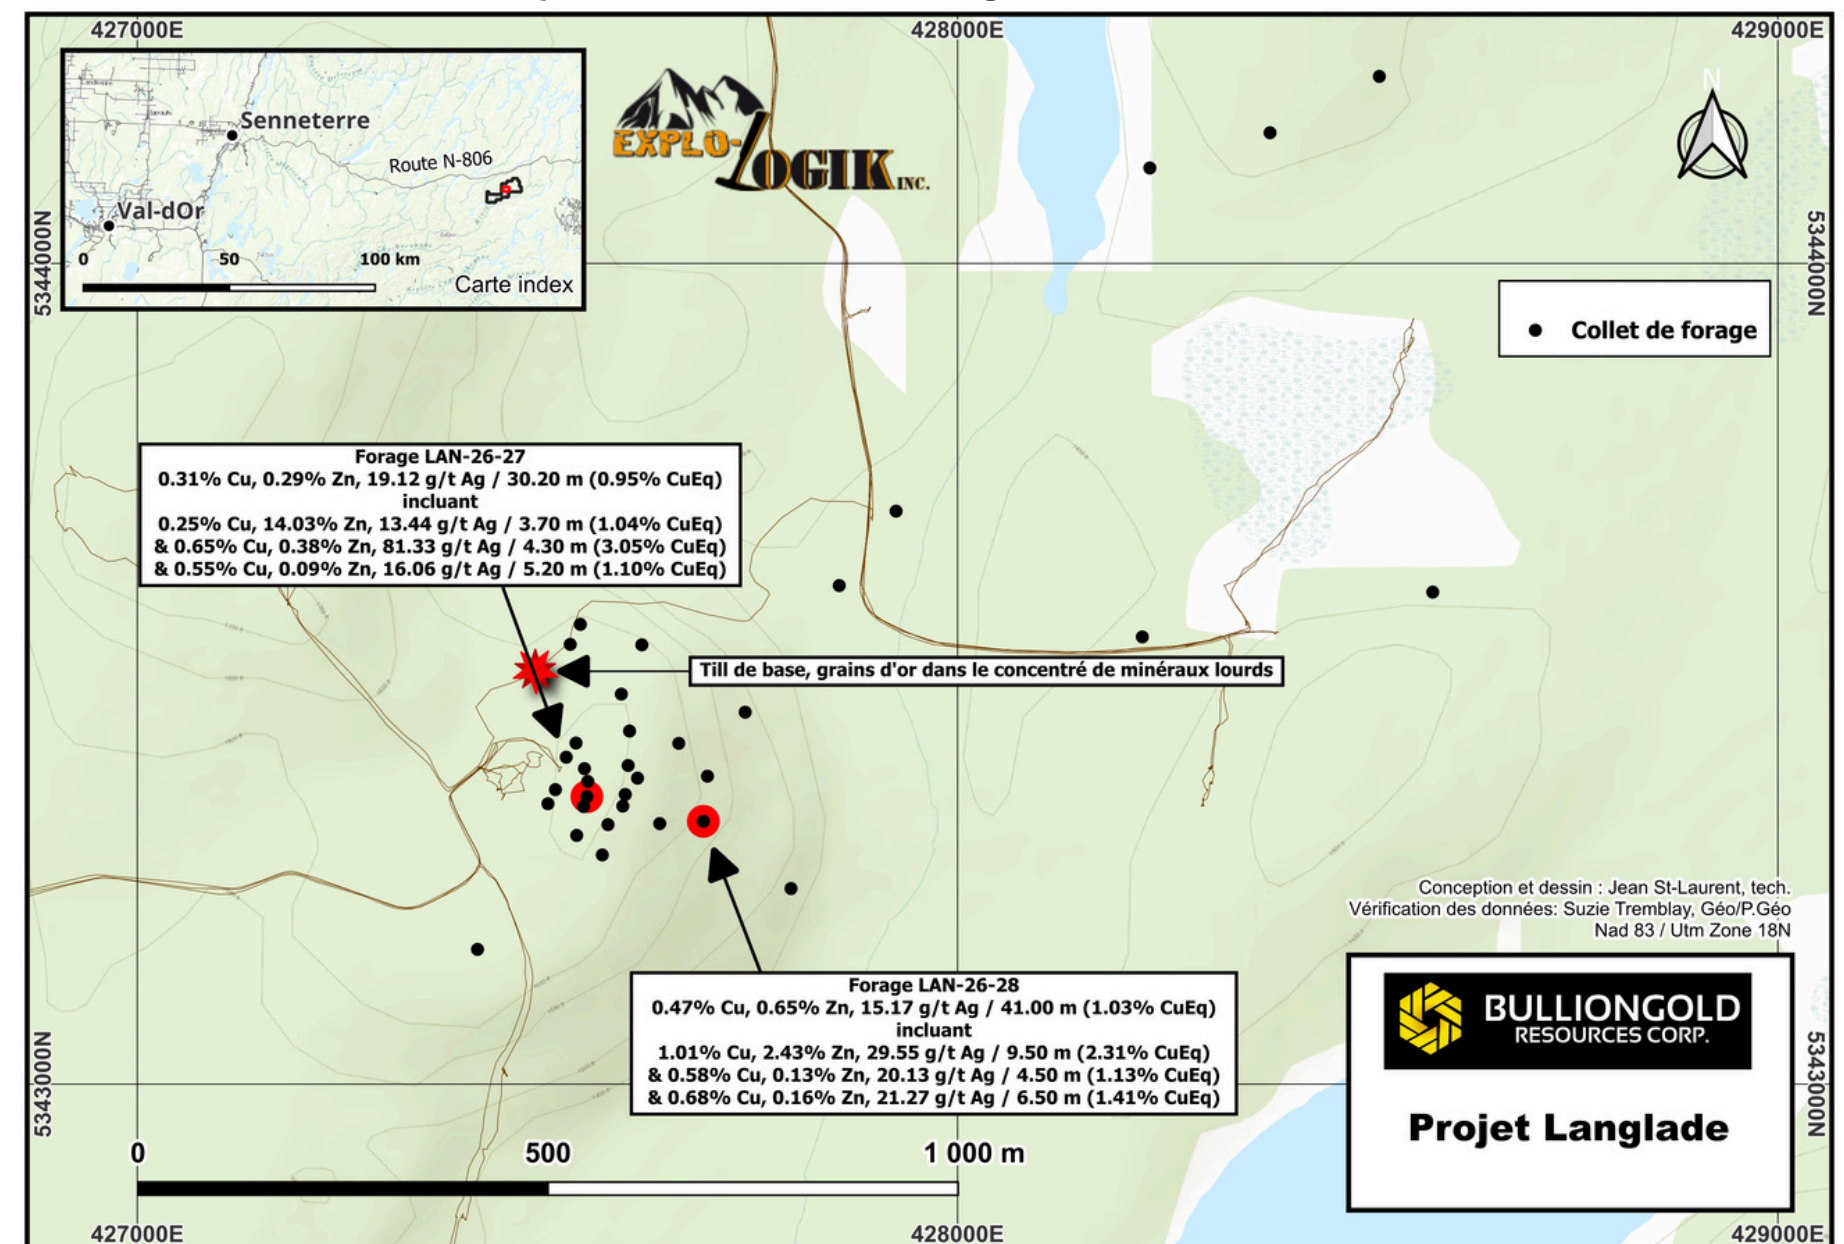 427000E
428000E
429000E
N
Senneterre
Route N-806
Val-dOr
0 50 100 km
Carte index
EXPLO-LOGIK INC.
5344000N
5344000N
Collet de forage
Forage LAN-26-27
0.31% Cu, 0.29% Zn, 19.12 g/t Ag / 30.20 m (0.95% CuEq)
incluant
0.25% Cu, 14.03% Zn, 13.44 g/t Ag / 3.70 m (1.04% CuEq)
& 0.65% Cu, 0.38% Zn, 81.33 g/t Ag / 4.30 m (3.05% CuEq)
& 0.55% Cu, 0.09% Zn, 16.06 g/t Ag / 5.20 m (1.10% CuEq)
Till de base, grains d'or dans le concentré de minéraux lourds
Conception et dessin : Jean St-Laurent, tech.
Vérification des données: Suzie Tremblay, Géo/P.Géo
Nad 83 / Utm Zone 18N
Forage LAN-26-28
0.47% Cu, 0.65% Zn, 15.17 g/t Ag / 41.00 m (1.03% CuEq)
incluant
1.01% Cu, 2.43% Zn, 29.55 g/t Ag / 9.50 m (2.31% CuEq)
& 0.58% Cu, 0.13% Zn, 20.13 g/t Ag / 4.50 m (1.13% CuEq)
& 0.68% Cu, 0.16% Zn, 21.27 g/t Ag / 6.50 m (1.41% CuEq)
BULLIONGOLD
RESOURCES CORP.
Projet Langlade
5343000N
5343000N
0 500 1 000 m
427000E
428000E
429000E